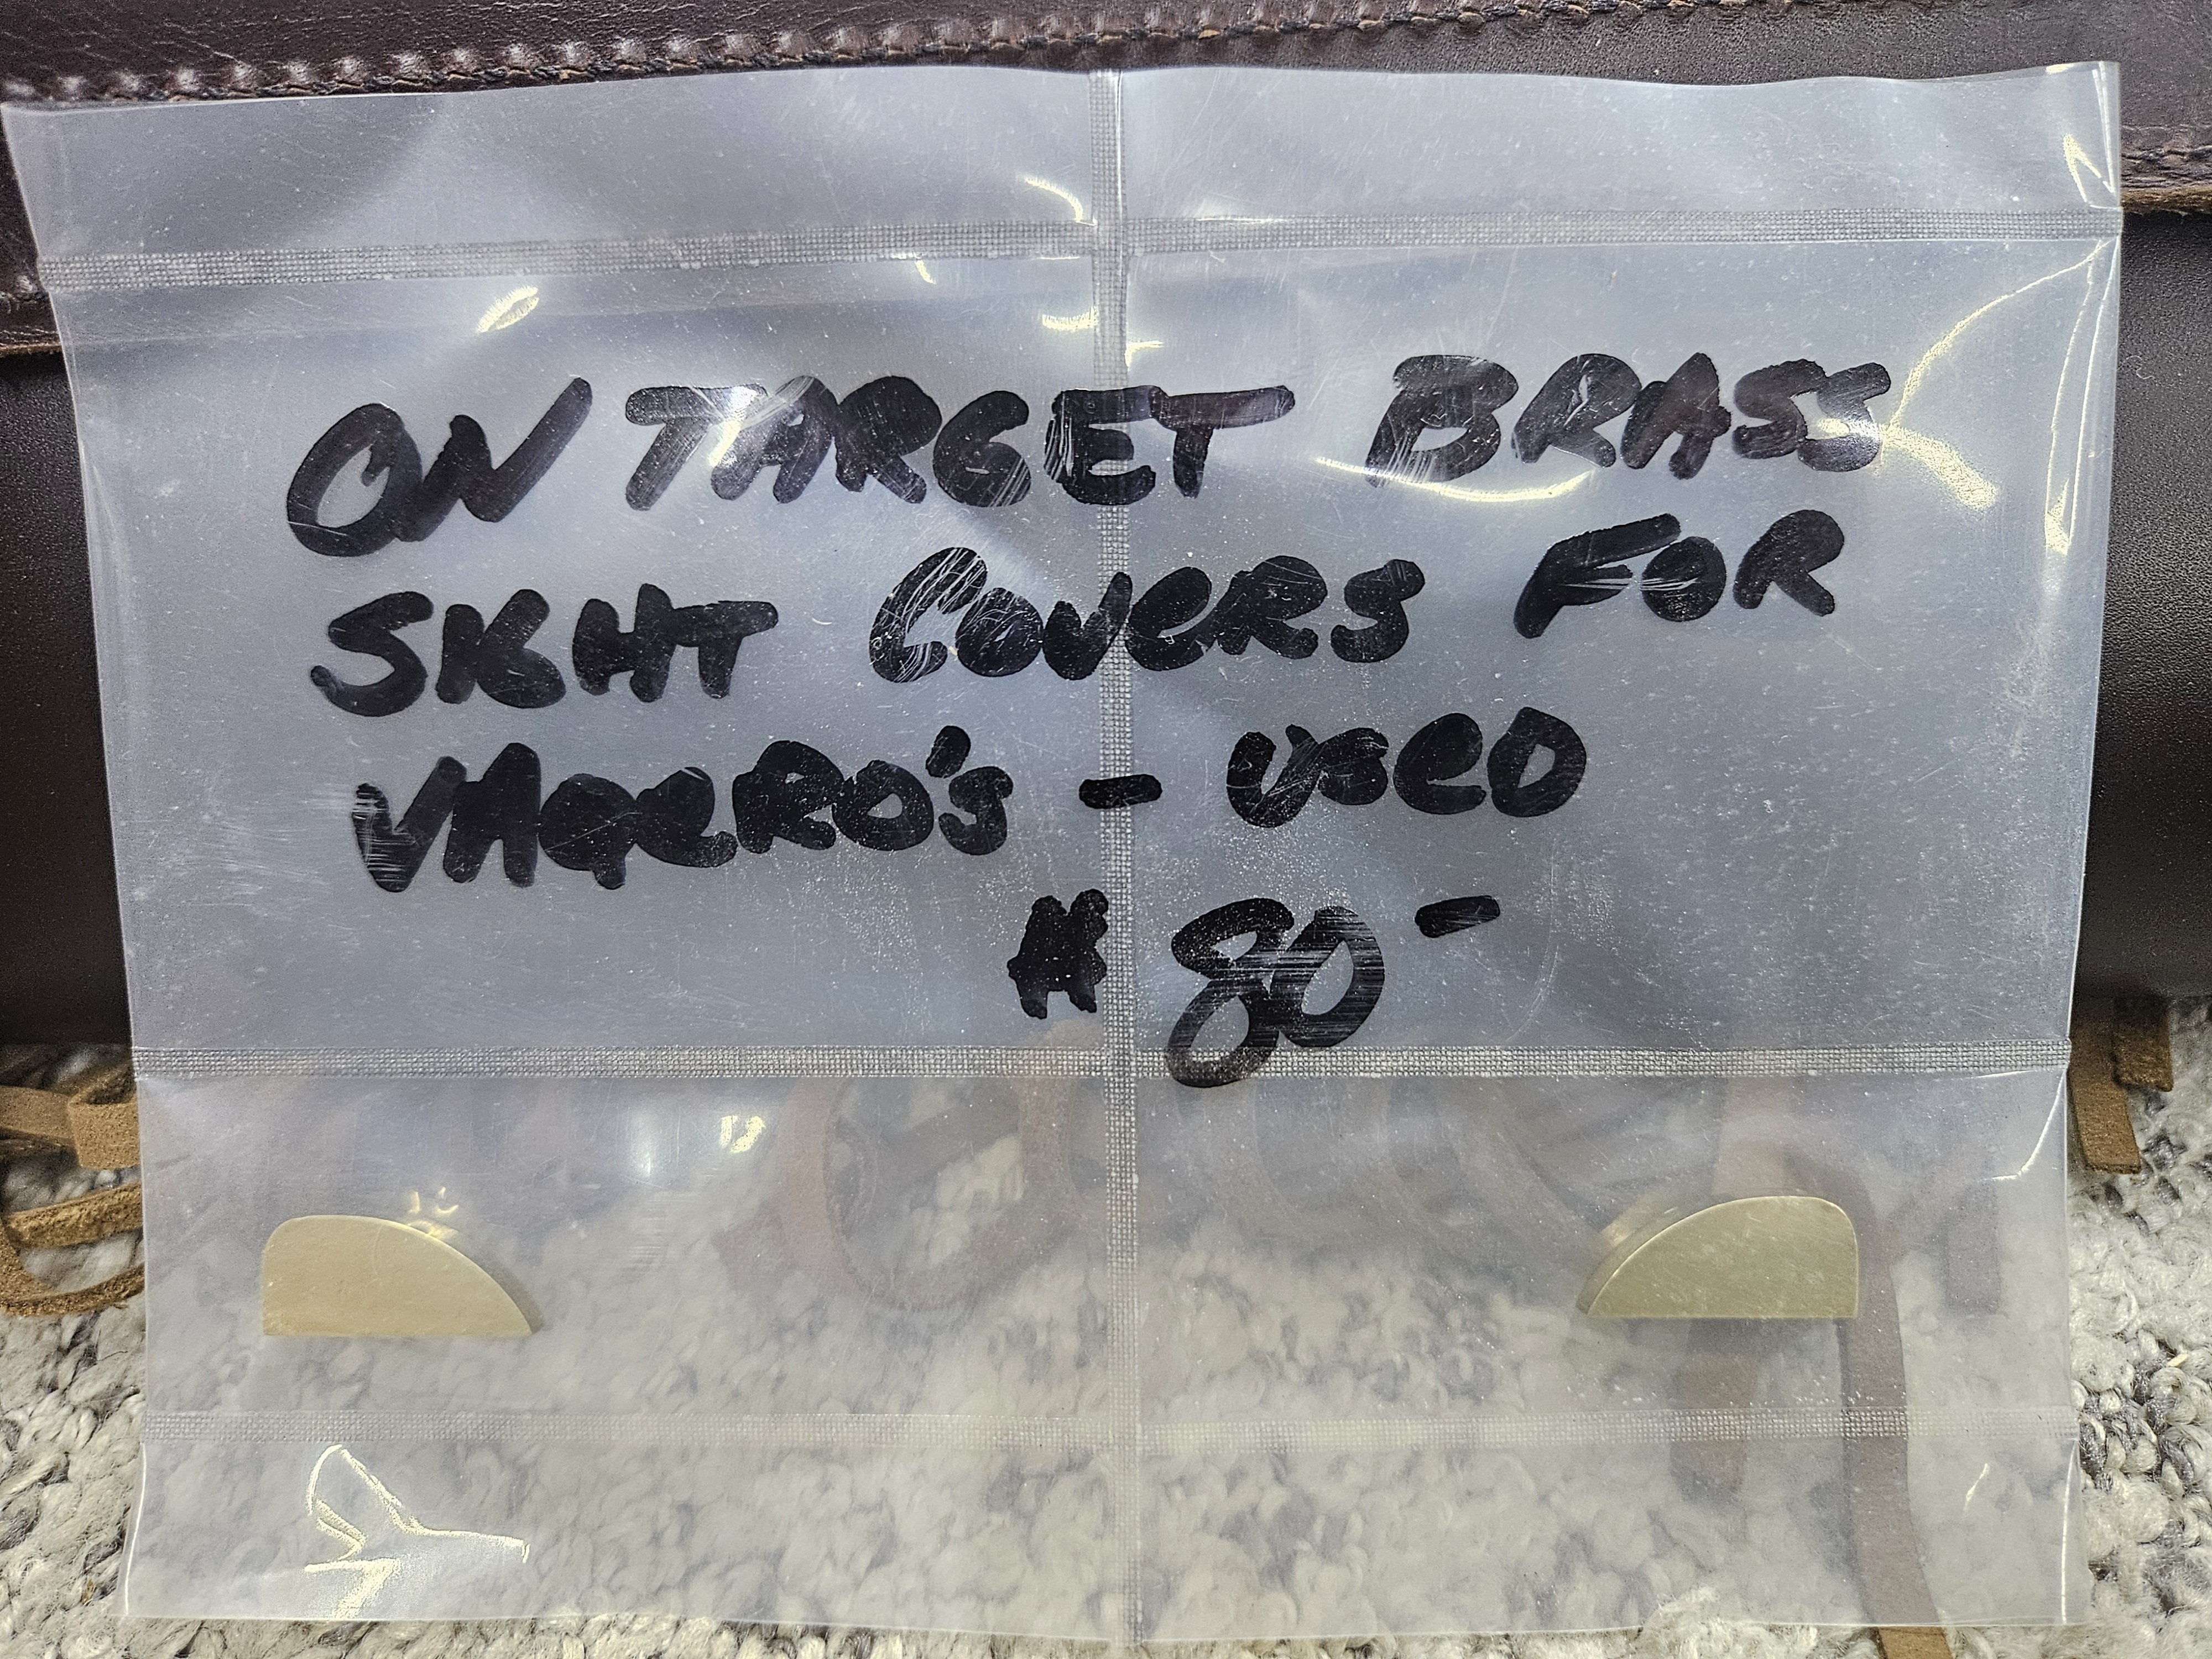 ON TARGET BRASS
SIGHT COVERS FOR
VAQERO'S - USED
$ 80-